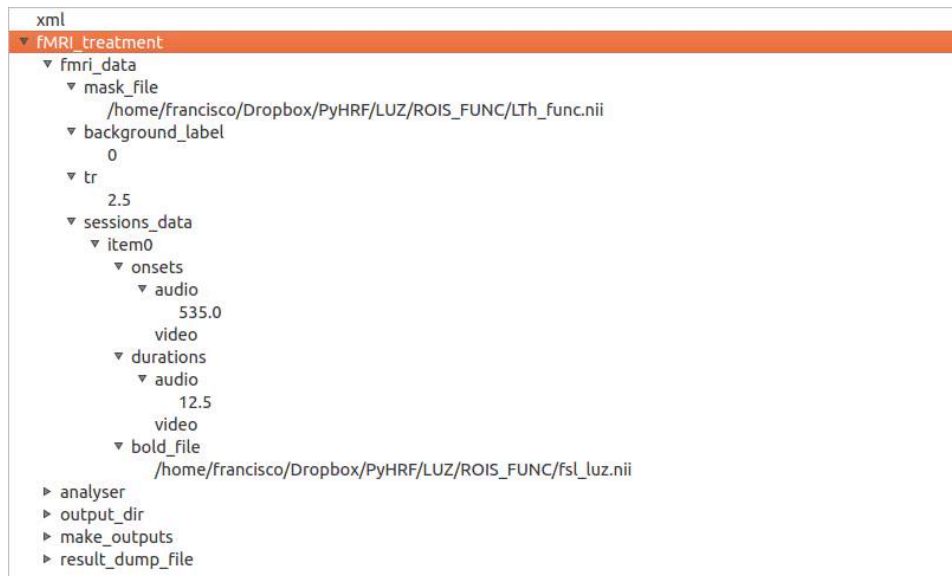 xml
fMRI_treatment
fmri_data
mask_file
/home/francisco/Dropbox/PyHRF/LUZ/ROIS_FUNC/LTh_func.nii
background_label
0
tr
2.5
sessions_data
item0
onsets
audio
535.0
video
durations
audio
12.5
video
bold_file
/home/francisco/Dropbox/PyHRF/LUZ/ROIS_FUNC/fsl_luz.nii
analyser
output_dir
make_outputs
result_dump_file